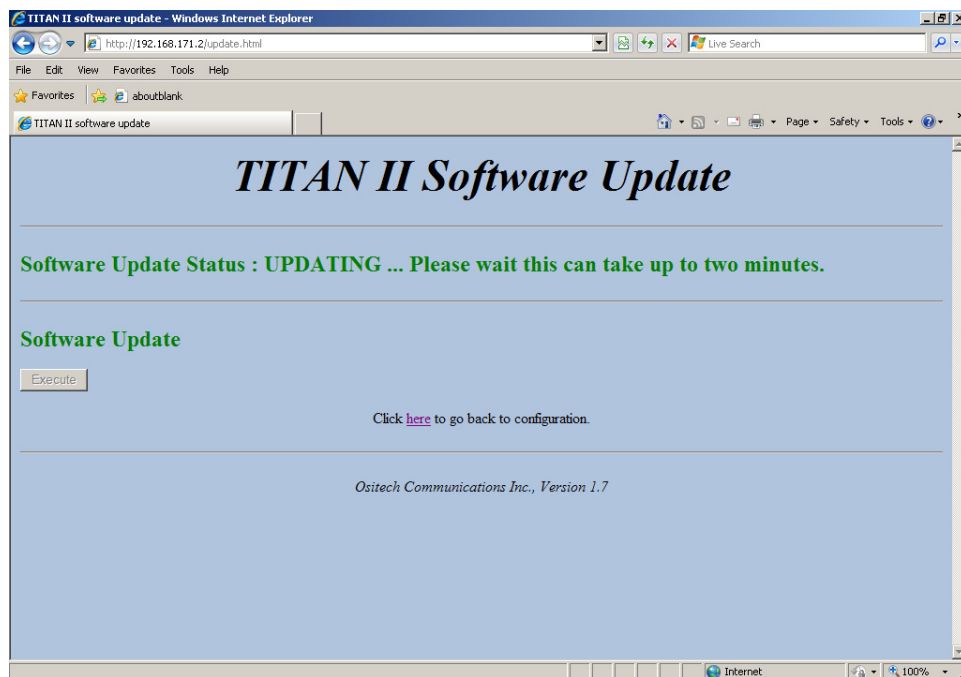 TITAN II software update - Windows Internet Explorer
http://192.168.171.2/update.html
Live Search
File Edit View Favorites Tools Help
Favorites aboutblank
TITAN II software update
Page Safety Tools
TITAN II Software Update
Software Update Status : UPDATING ... Please wait this can take up to two minutes.
Software Update
Execute
Click here to go back to configuration.
Ositech Communications Inc., Version 1.7
Internet 100%